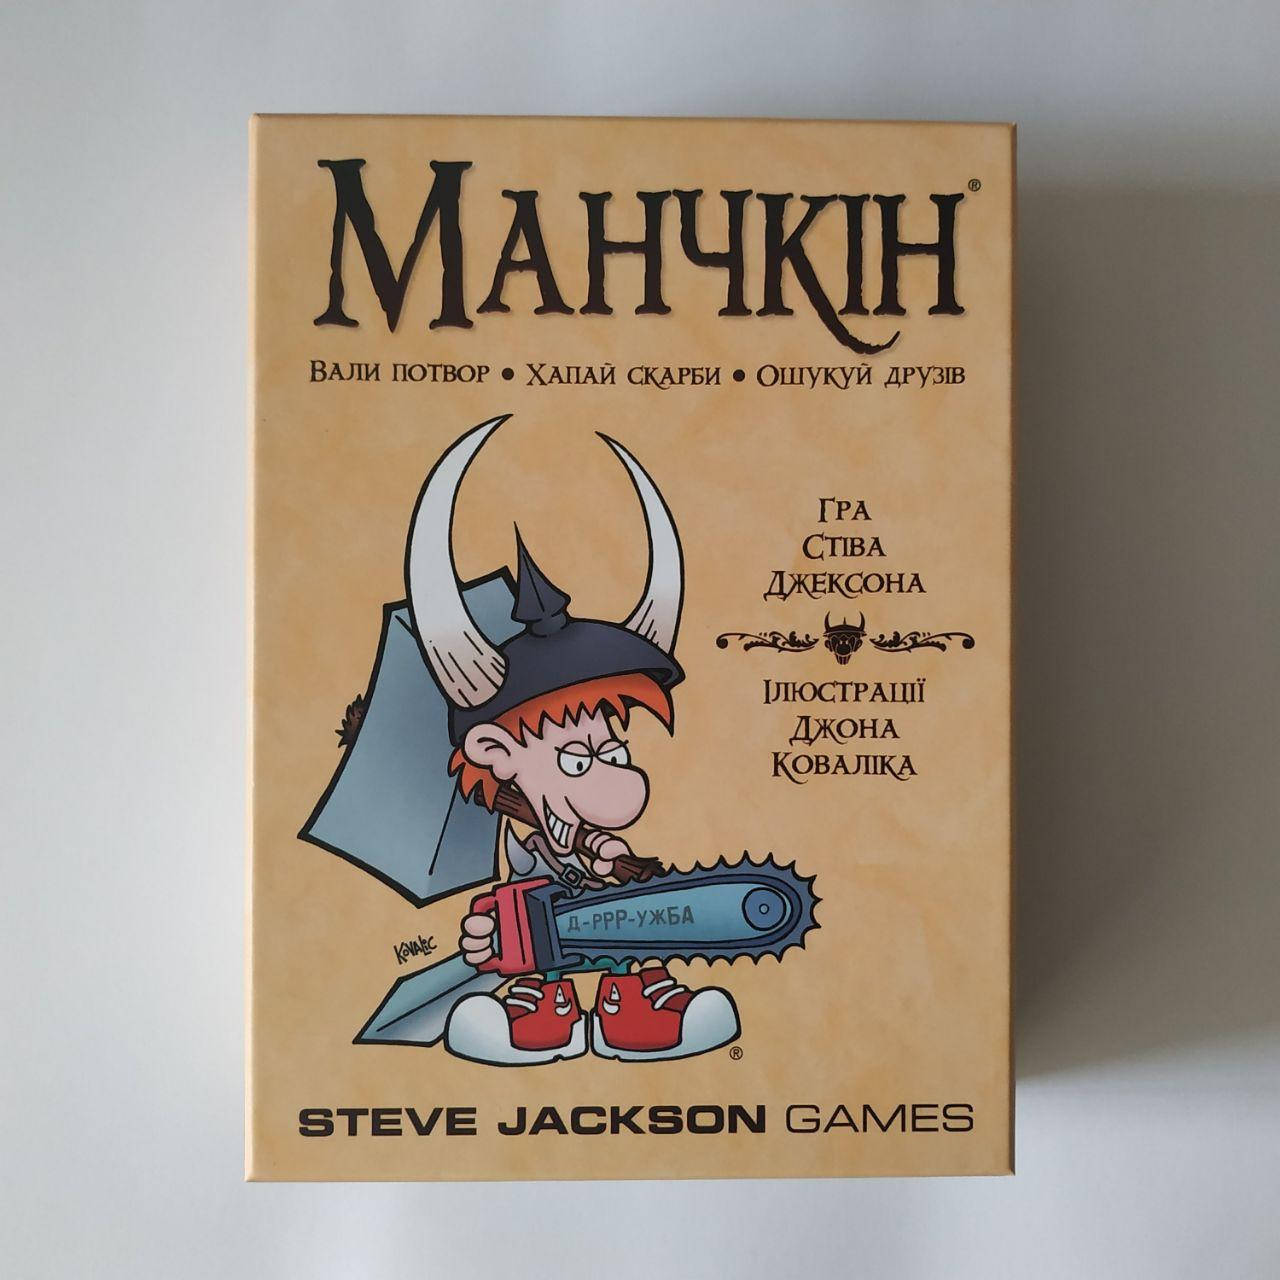 Манчкін®
Вали потвор • Хапай скарби • Ошукуй друзів
Гра
Стіва
Джексона
Ілюстрації
Джона
Коваліка
Д-РРР-УЖБА
KOVALIC
®
STEVE JACKSON GAMES